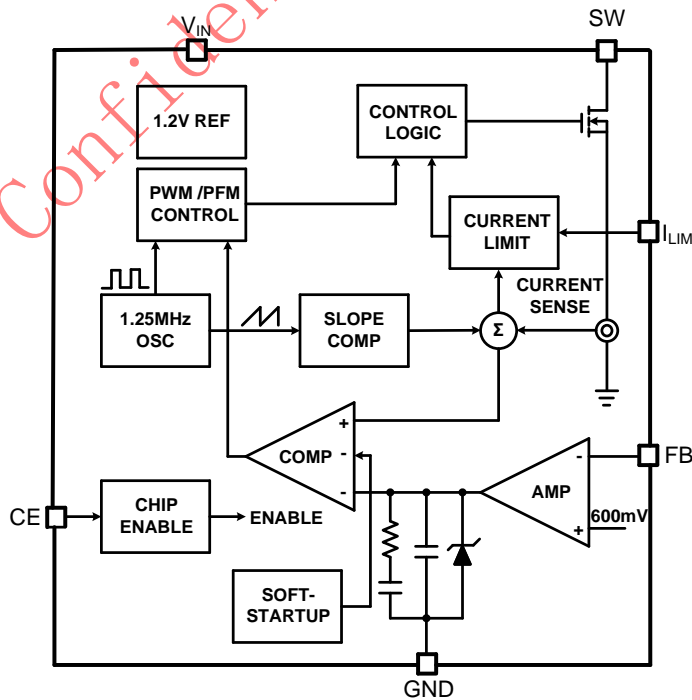 Confiden
VIN
SW
1.2V REF
CONTROL
LOGIC
PWM /PFM
CONTROL
CURRENT
LIMIT
ILIM
CURRENT
SENSE
1.25MHz
OSC
SLOPE
COMP
Σ
+
COMP
-
-
-
FB
AMP
600mV
+
CE
CHIP
ENABLE
ENABLE
SOFT-
STARTUP
GND